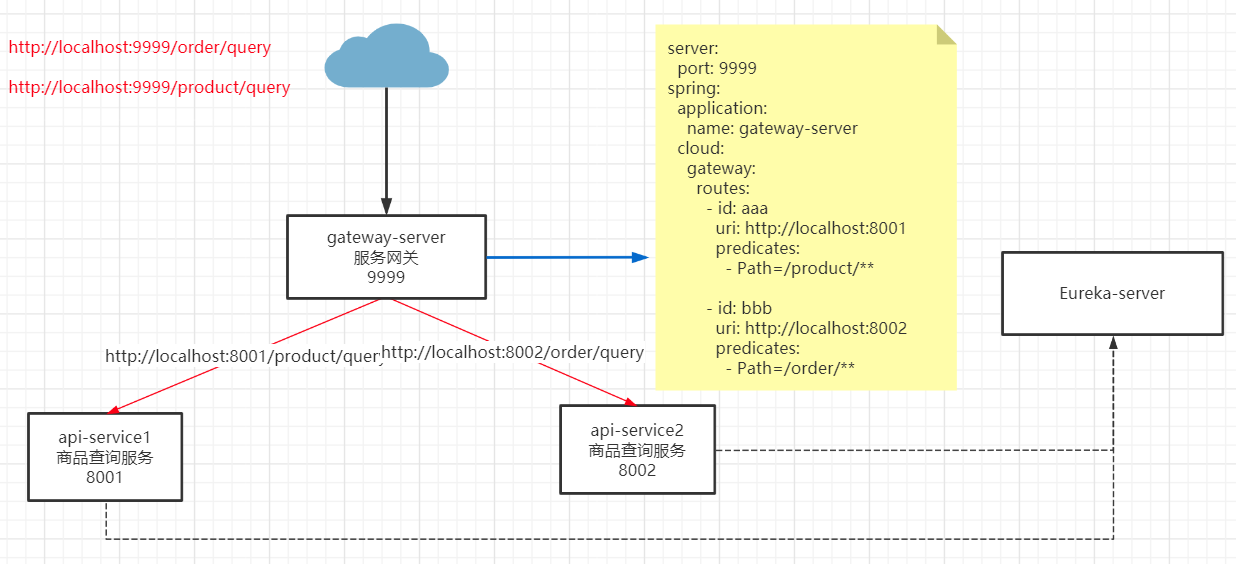 http://localhost:9999/order/query
http://localhost:9999/product/query
server:
port: 9999
spring:
application:
name: gateway-server
cloud:
gateway:
routes:
- id: aaa
uri: http://localhost:8001
predicates:
- Path=/product/**
- id: bbb
uri: http://localhost:8002
predicates:
- Path=/order/**
gateway-server
服务网关
9999
Eureka-server
http://localhost:8001/product/query
http://localhost:8002/order/query
api-service1
商品查询服务
8001
api-service2
商品查询服务
8002